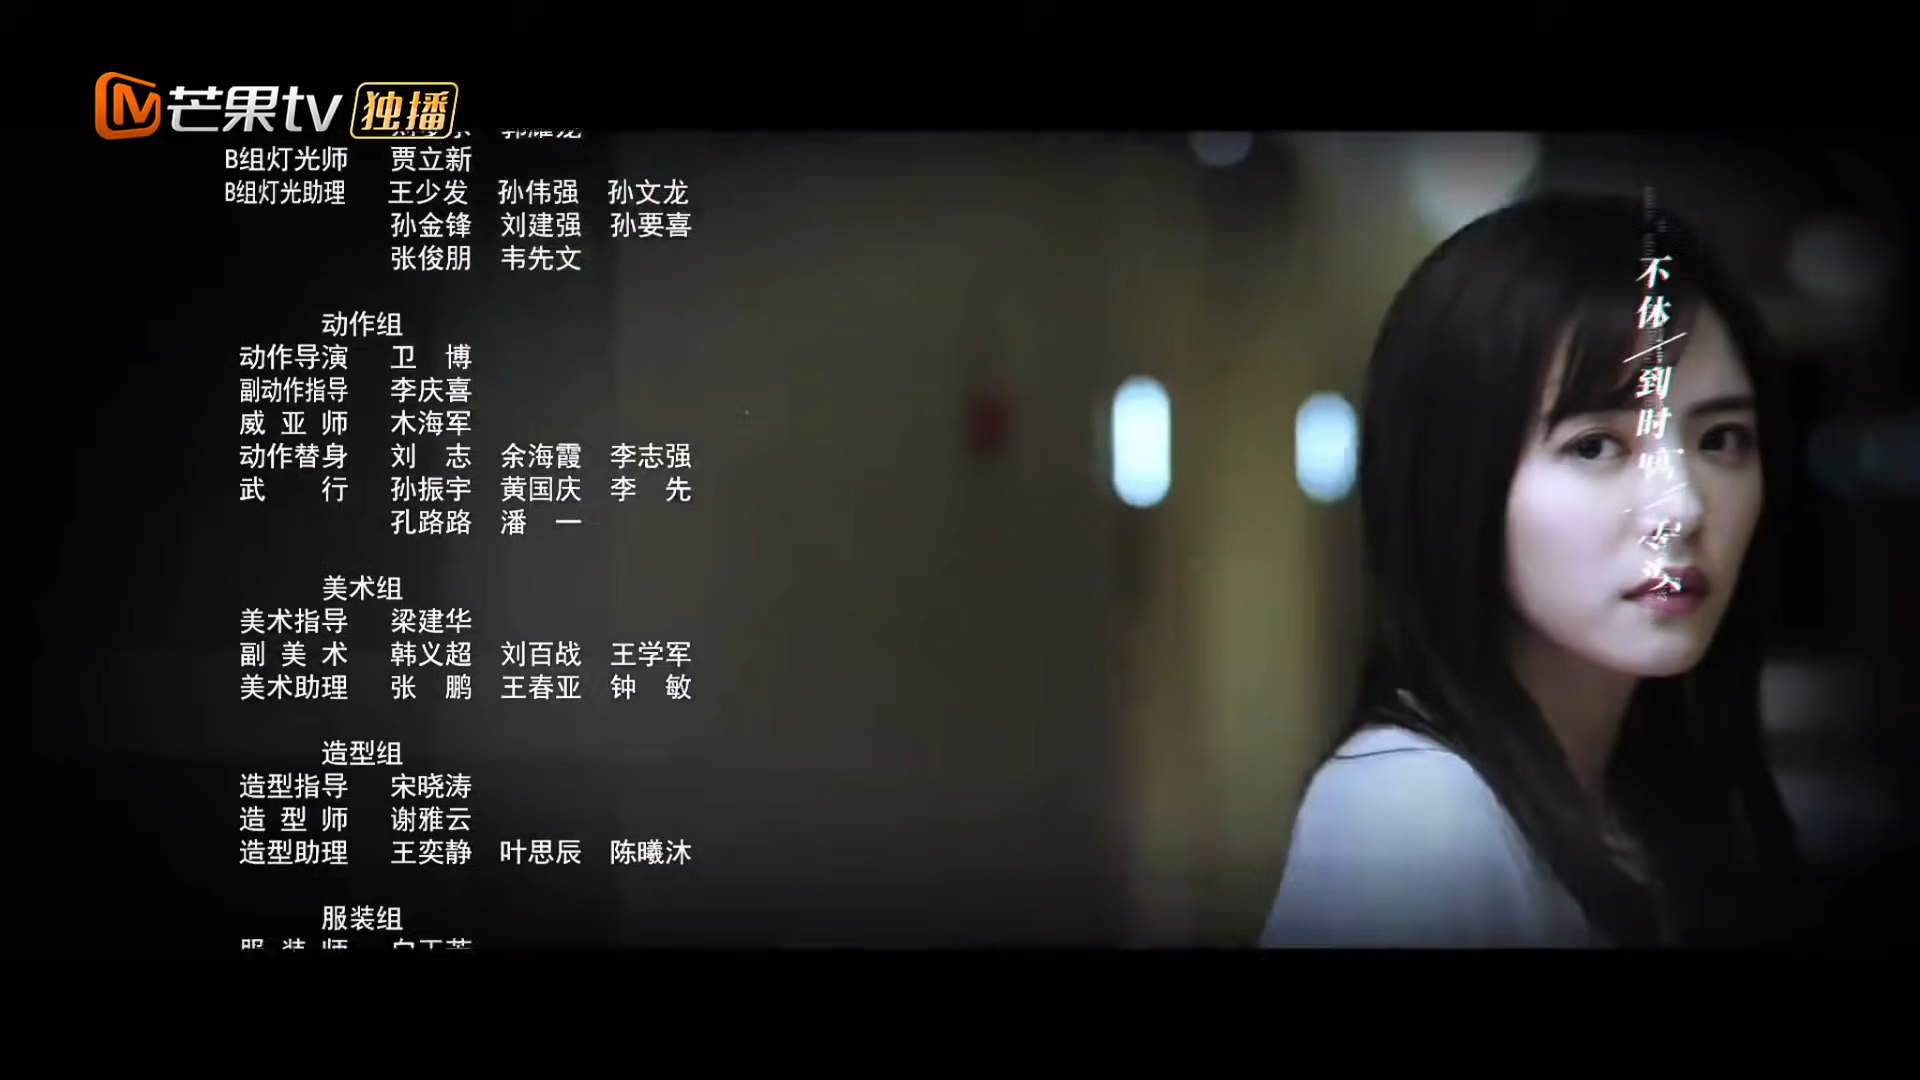 芒果tv 独播
B组灯光师 贾立新
B组灯光助理 王少发 孙伟强 孙文龙
孙金锋 刘建强 孙要喜
张俊朋 韦先文
动作组
动作导演 卫 博
副动作指导 李庆喜
威亚师 木海军
动作替身 刘 志 余海霞 李志强
武 行 孙振宇 黄国庆 李 先
孔路路 潘 一
美术组
美术指导 梁建华
副美术 韩义超 刘百战 王学军
美术助理 张 鹏 王春亚 钟 敏
造型组
造型指导 宋晓涛
造型师 谢雅云
造型助理 王奕静 叶思辰 陈曦沐
服装组
不休/到时